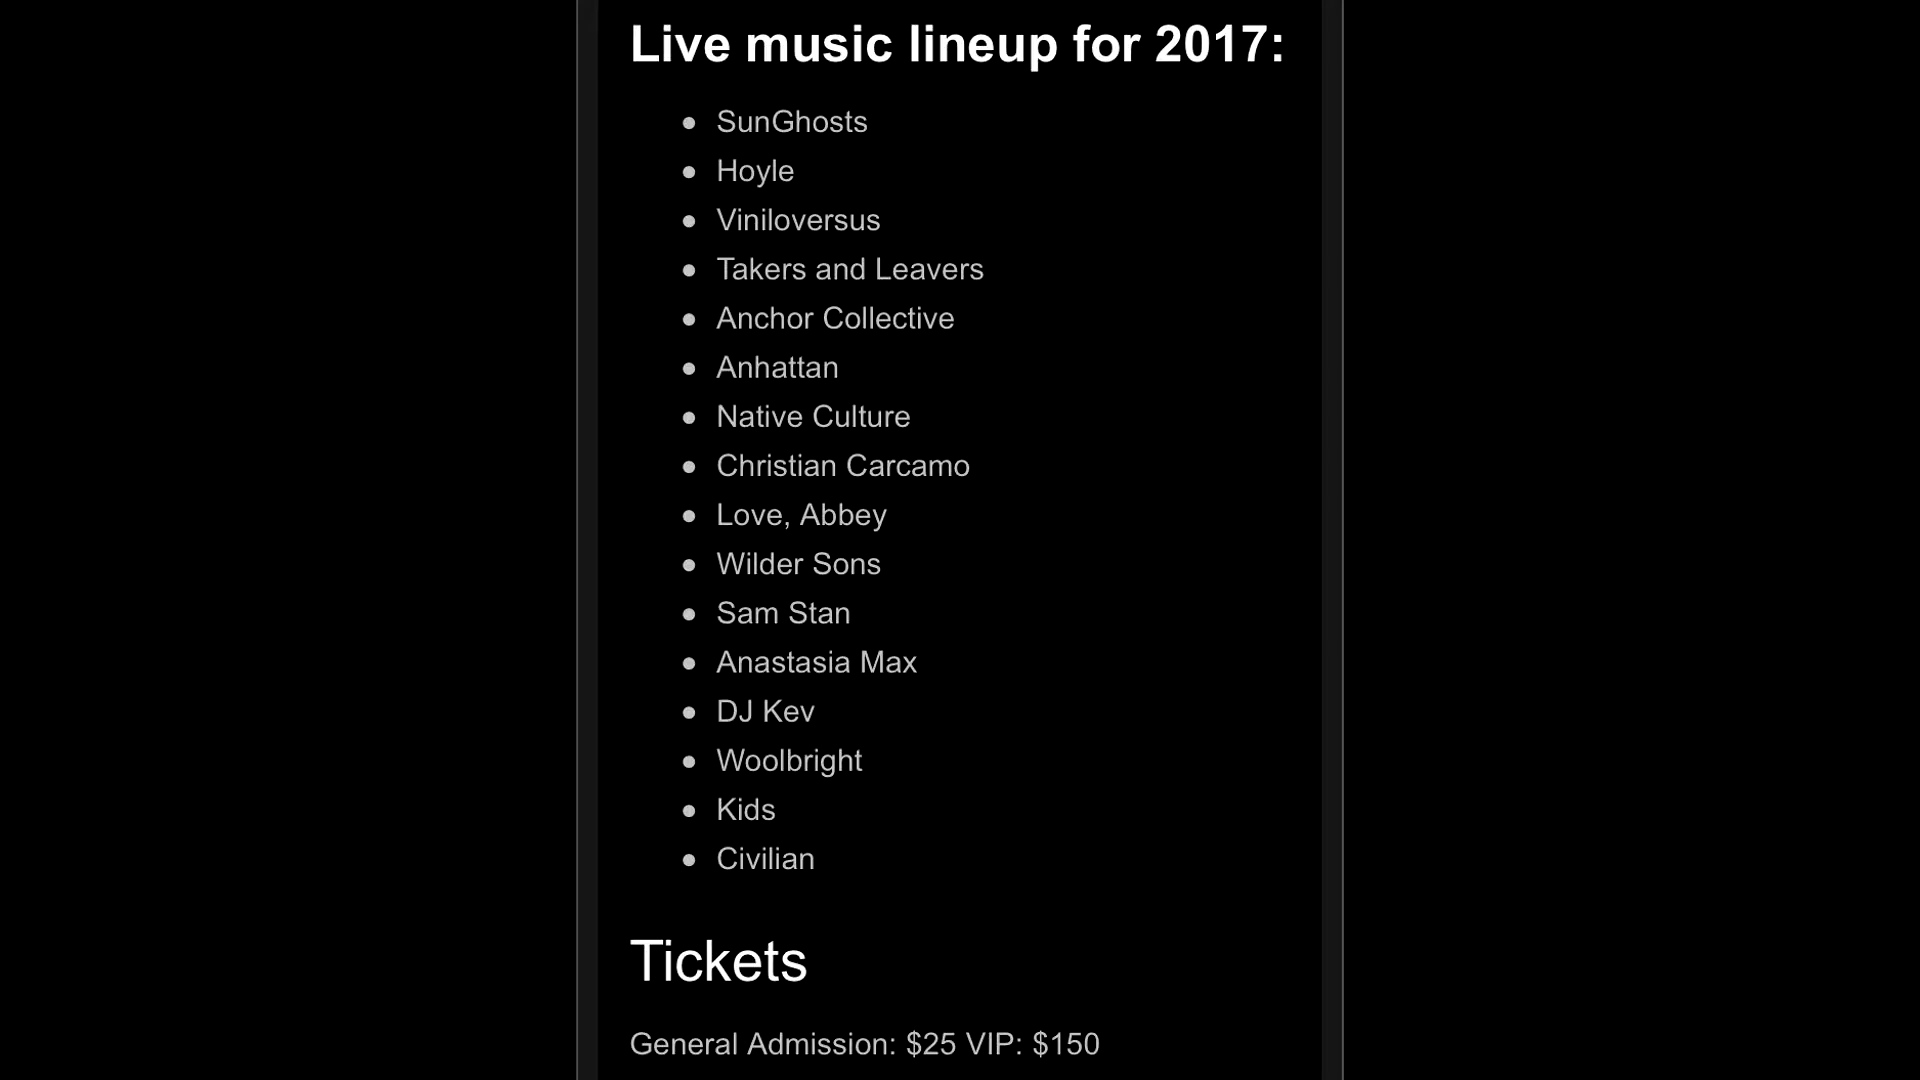 Live music lineup for 2017:
SunGhosts
Hoyle
Viniloversus
Takers and Leavers
Anchor Collective
Anhattan
Native Culture
Christian Carcamo
Love, Abbey
Wilder Sons
Sam Stan
Anastasia Max
DJ Kev
Woolbright
Kids
Civilian
Tickets
General Admission: $25 VIP: $150